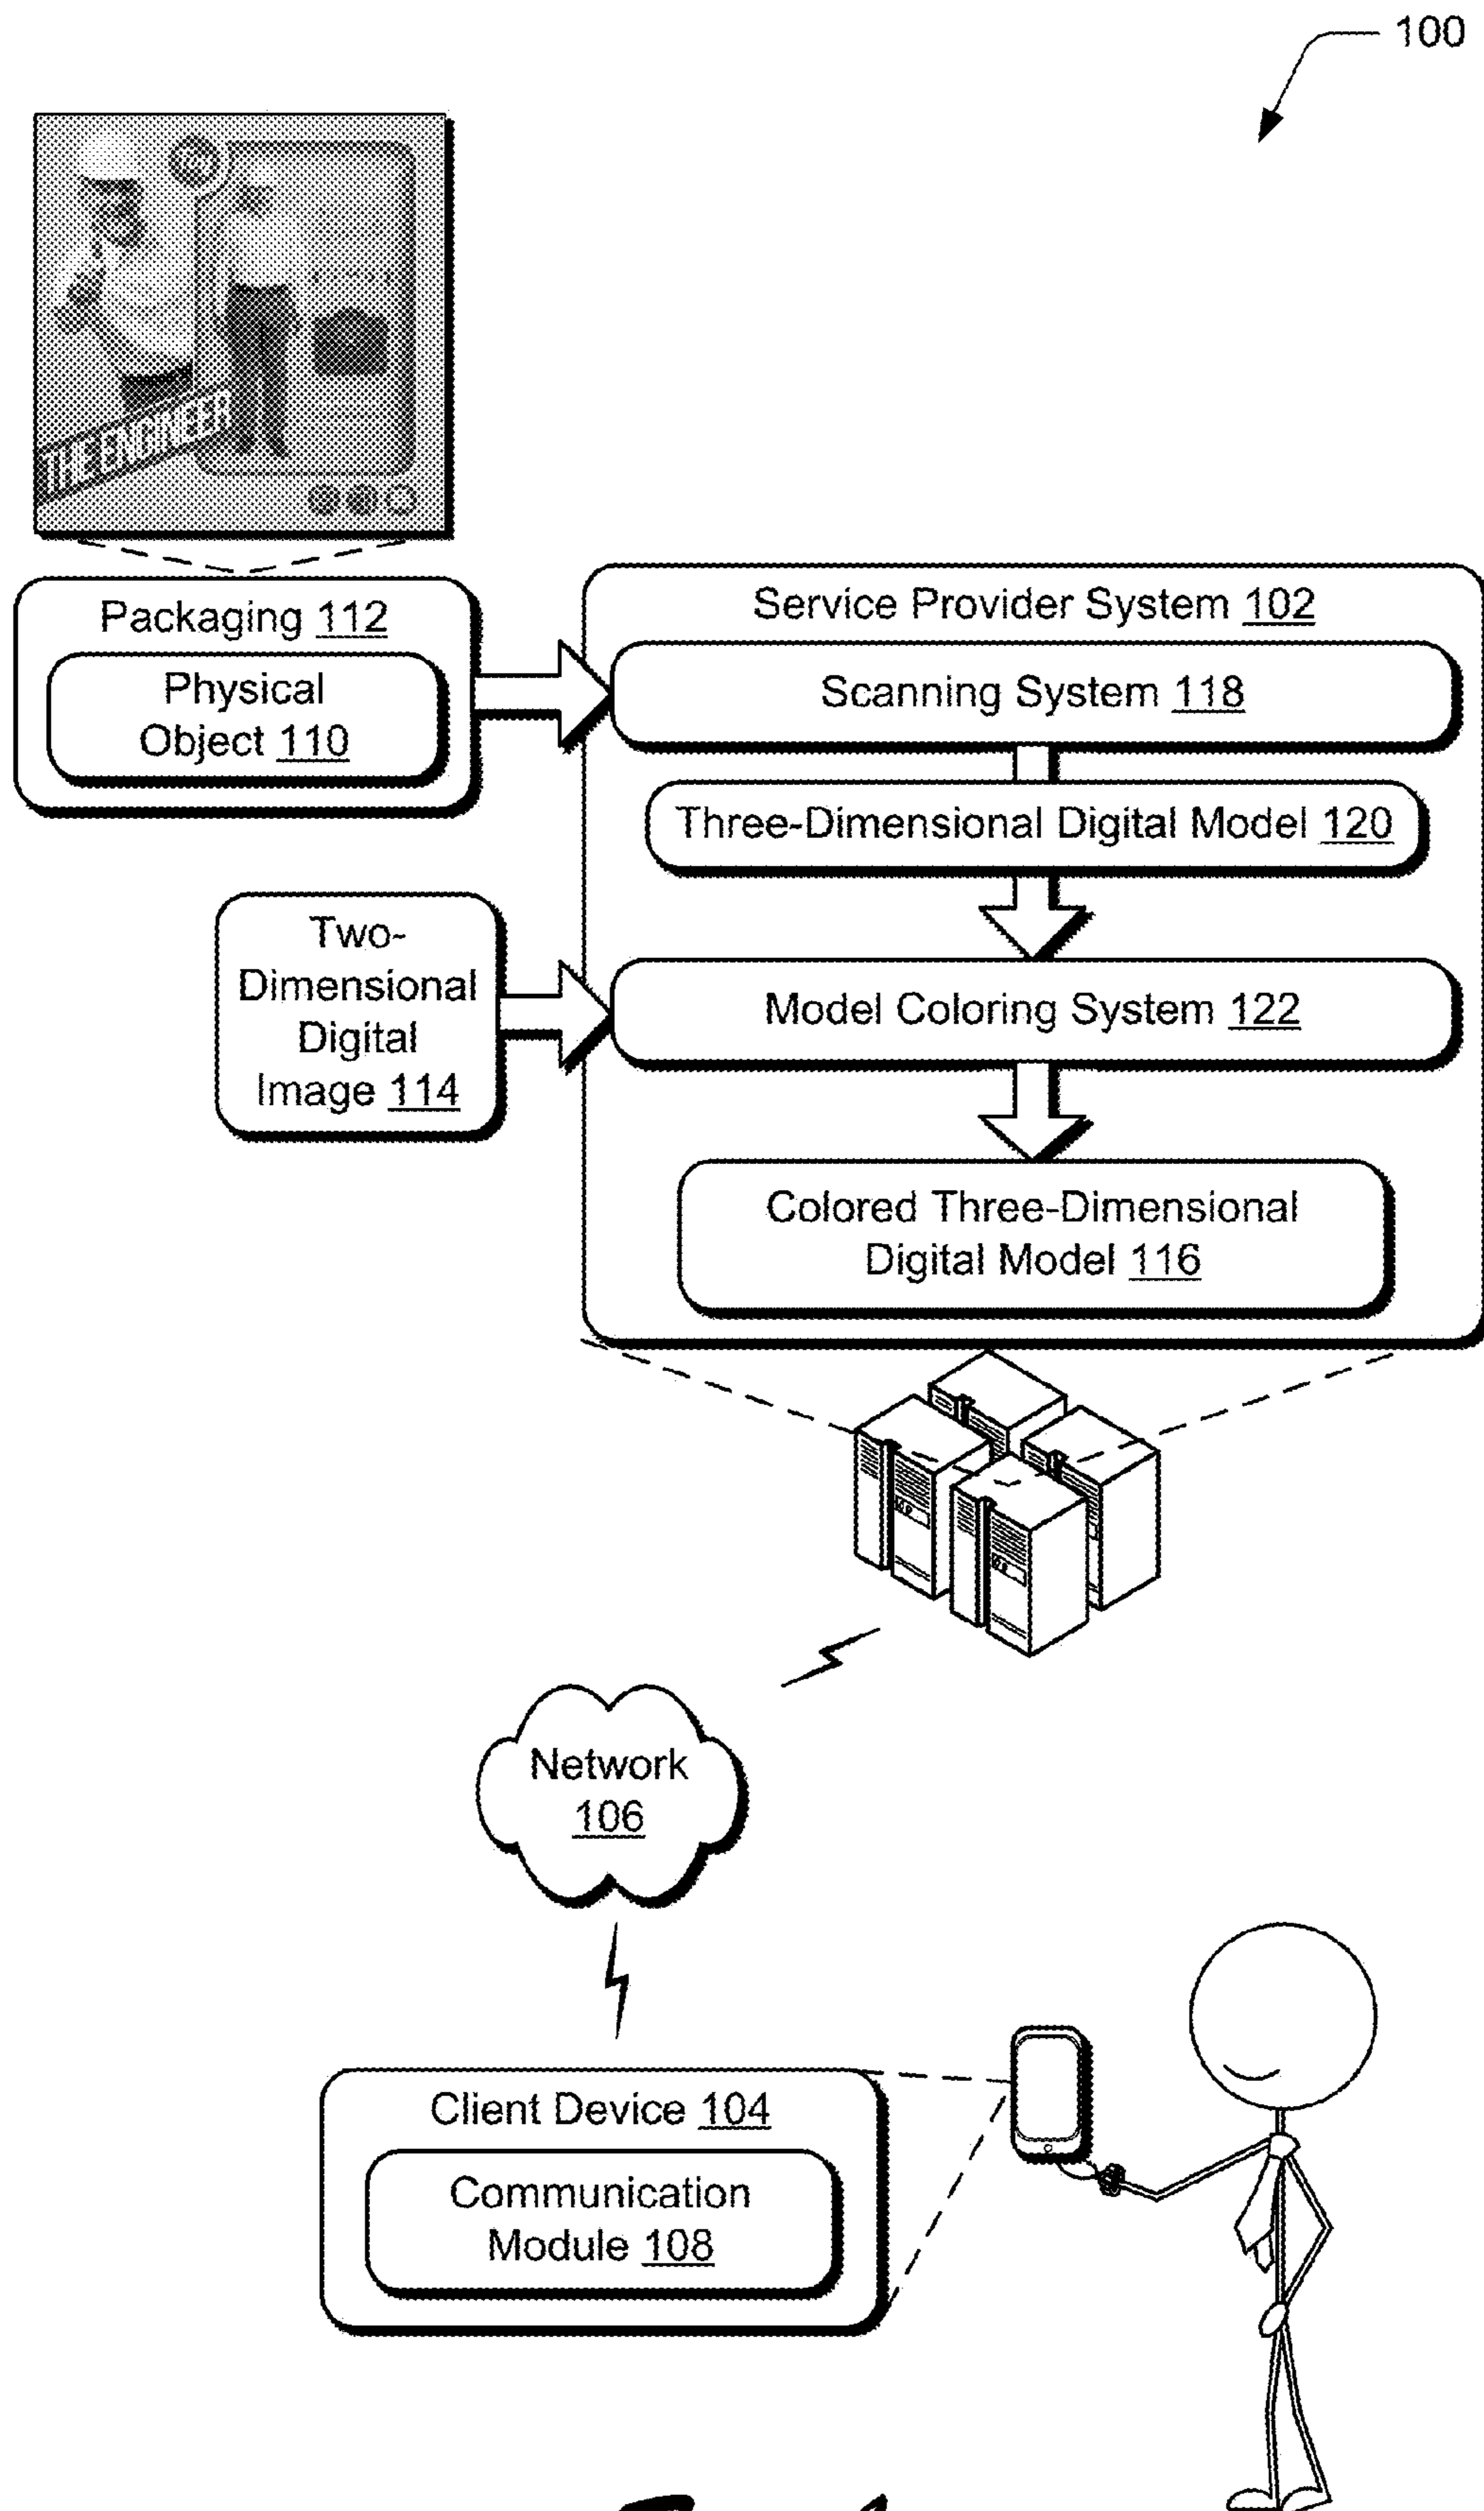 100
THE ENGINEER
Packaging 112
Physical
Object 110
Service Provider System 102
Scanning System 118
Three-Dimensional Digital Model 120
Two-
Dimensional
Digital
Image 114
Model Coloring System 122
Colored Three-Dimensional
Digital Model 116
Network
106
Client Device 104
Communication
Module 108